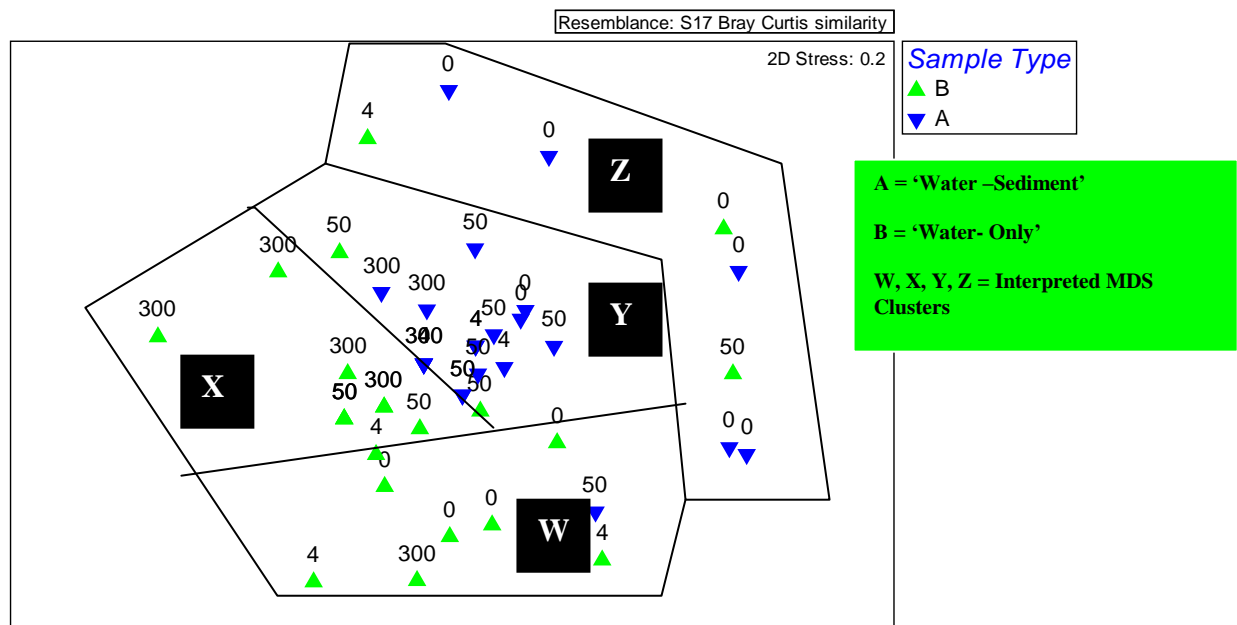 Resemblance: S17 Bray Curtis similarity
2D Stress: 0.2
Sample Type
B
A
A = ‘Water –Sediment’
B = ‘Water- Only’
W, X, Y, Z = Interpreted MDS
Clusters
0
4
0
Z
0
0
50
50
300
300
300
300
0
0
50
50
Y
4
4
50
50
50
300
300
X
50
300
50
50
4
0
0
0 0
0
0
50
W
4
4
300